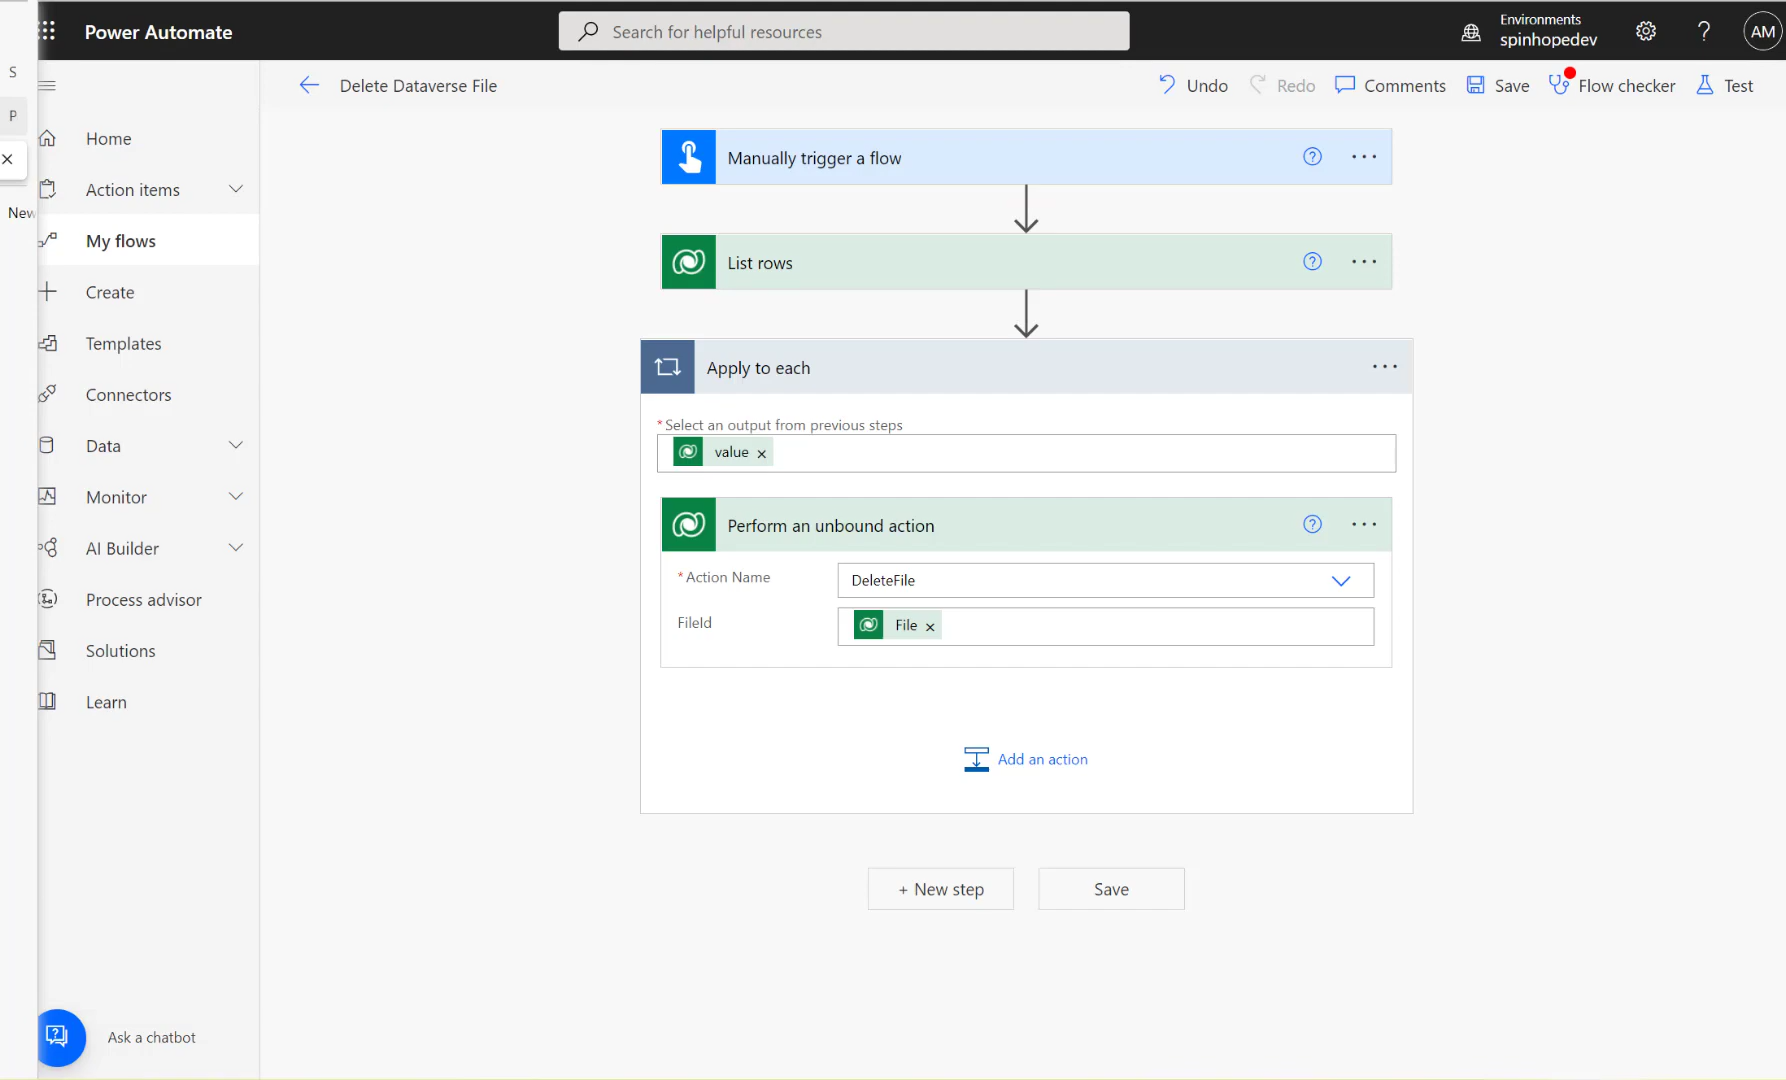 Power Automate
Search for helpful resources
Environments
spinhopedev
AM
S
P
New
Delete Dataverse File
Undo
Redo
Comments
Save
Flow checker
Test
Home
Action items
My flows
Create
Templates
Connectors
Data
Monitor
AI Builder
Process advisor
Solutions
Learn
Ask a chatbot
Manually trigger a flow
List rows
Apply to each
* Select an output from previous steps
value
Perform an unbound action
* Action Name
DeleteFile
FileId
File
Add an action
+ New step
Save